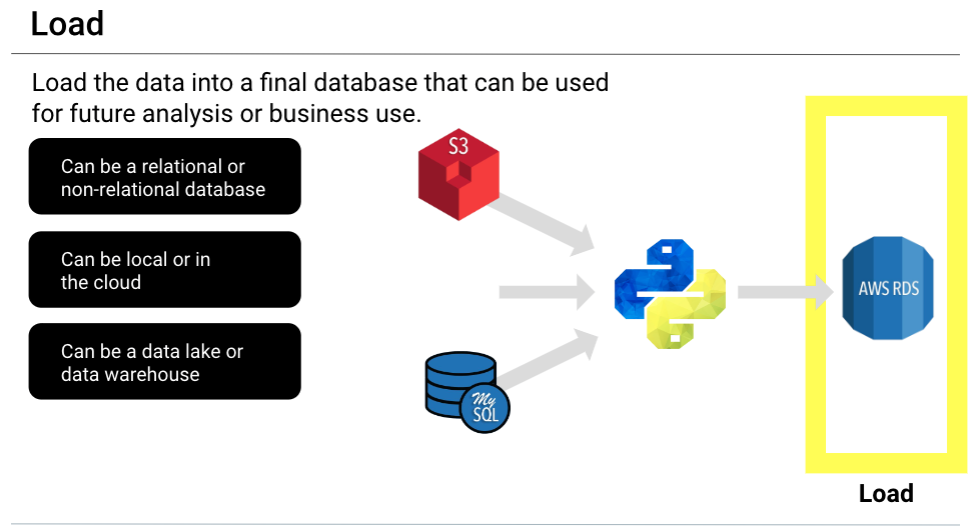 Load
Load the data into a final database that can be used
for future analysis or business use.
Can be a relational or
non-relational database
Can be local or in
the cloud
Can be a data lake or
data warehouse
S3
My
SQL
AWS RDS
Load